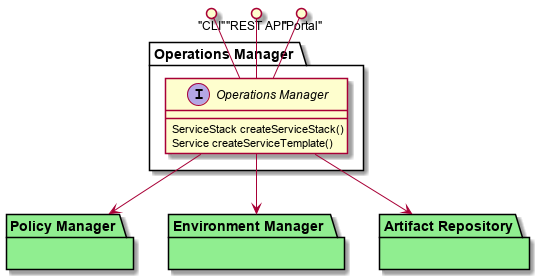 "CLI" "REST API" "Portal"
Operations Manager
I Operations Manager
ServiceStack createServiceStack()
Service createServiceTemplate()
Policy Manager Environment Manager Artifact Repository